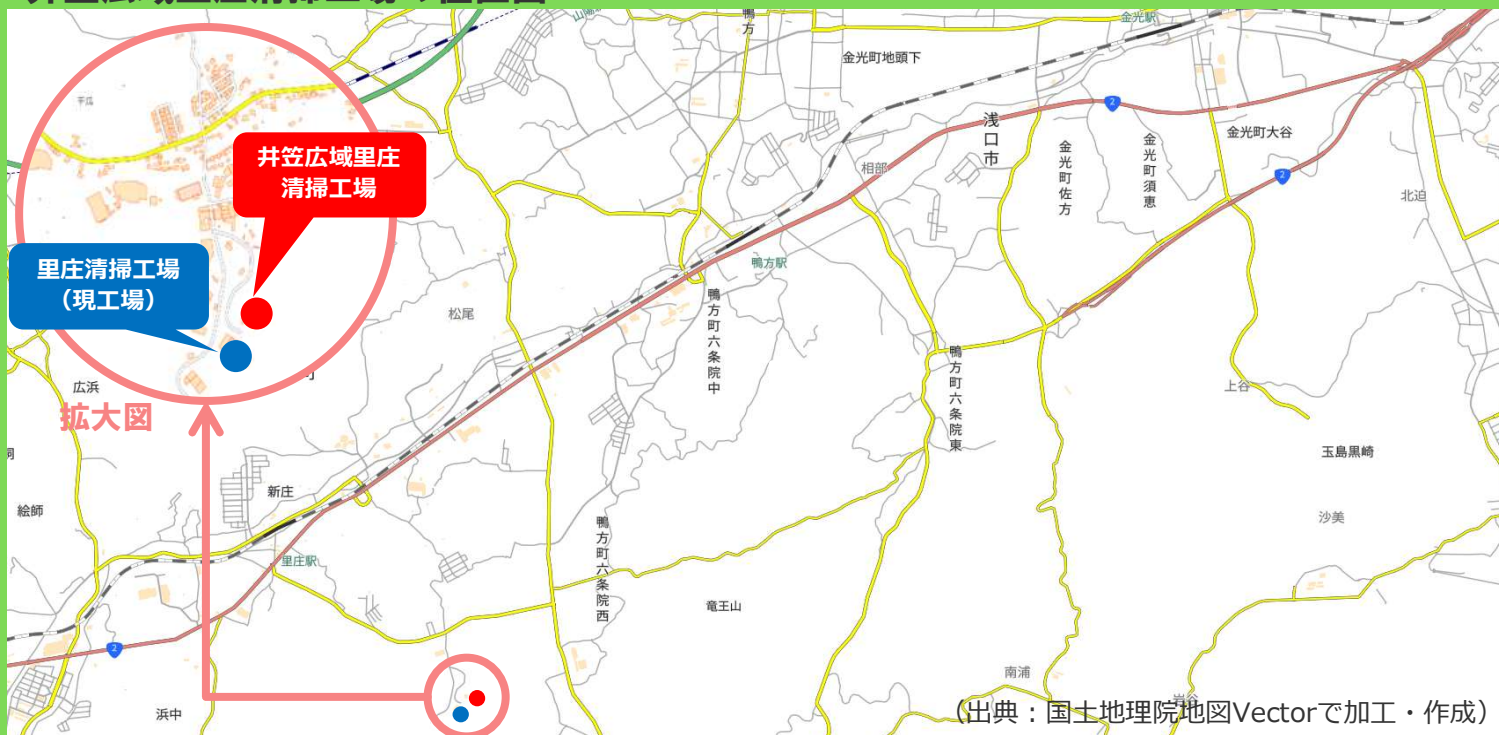 金光駅
鴨方
金光町地頭下
2
浅口市
金光町大谷
金光町佐方
金光町須恵
相部
2
北迫
井笠広域里庄
清掃工場
里庄清掃工場
（現工場）
鴨方駅
松尾
鴨方町六条院中
鴨方町六条院東
広浜
拡大図
上谷
玉島黒崎
新庄
絵師
沙美
鴨方町六条院西
里庄駅
竜王山
2
南浦
浜中
（出典：国土地理院地図Vectorで加工・作成）